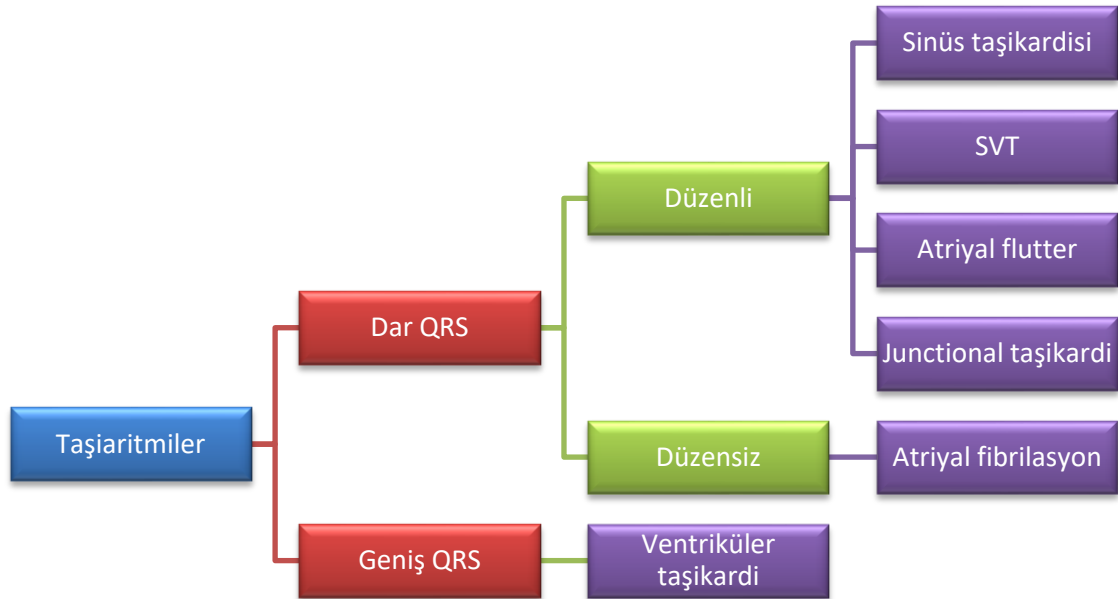 Taşiaritmiler
Dar QRS
Düzenli
Sinüs taşikardisi
SVT
Atriyal flutter
Junctional taşikardi
Düzensiz
Atriyal fibrilasyon
Geniş QRS
Ventriküler
taşikardi